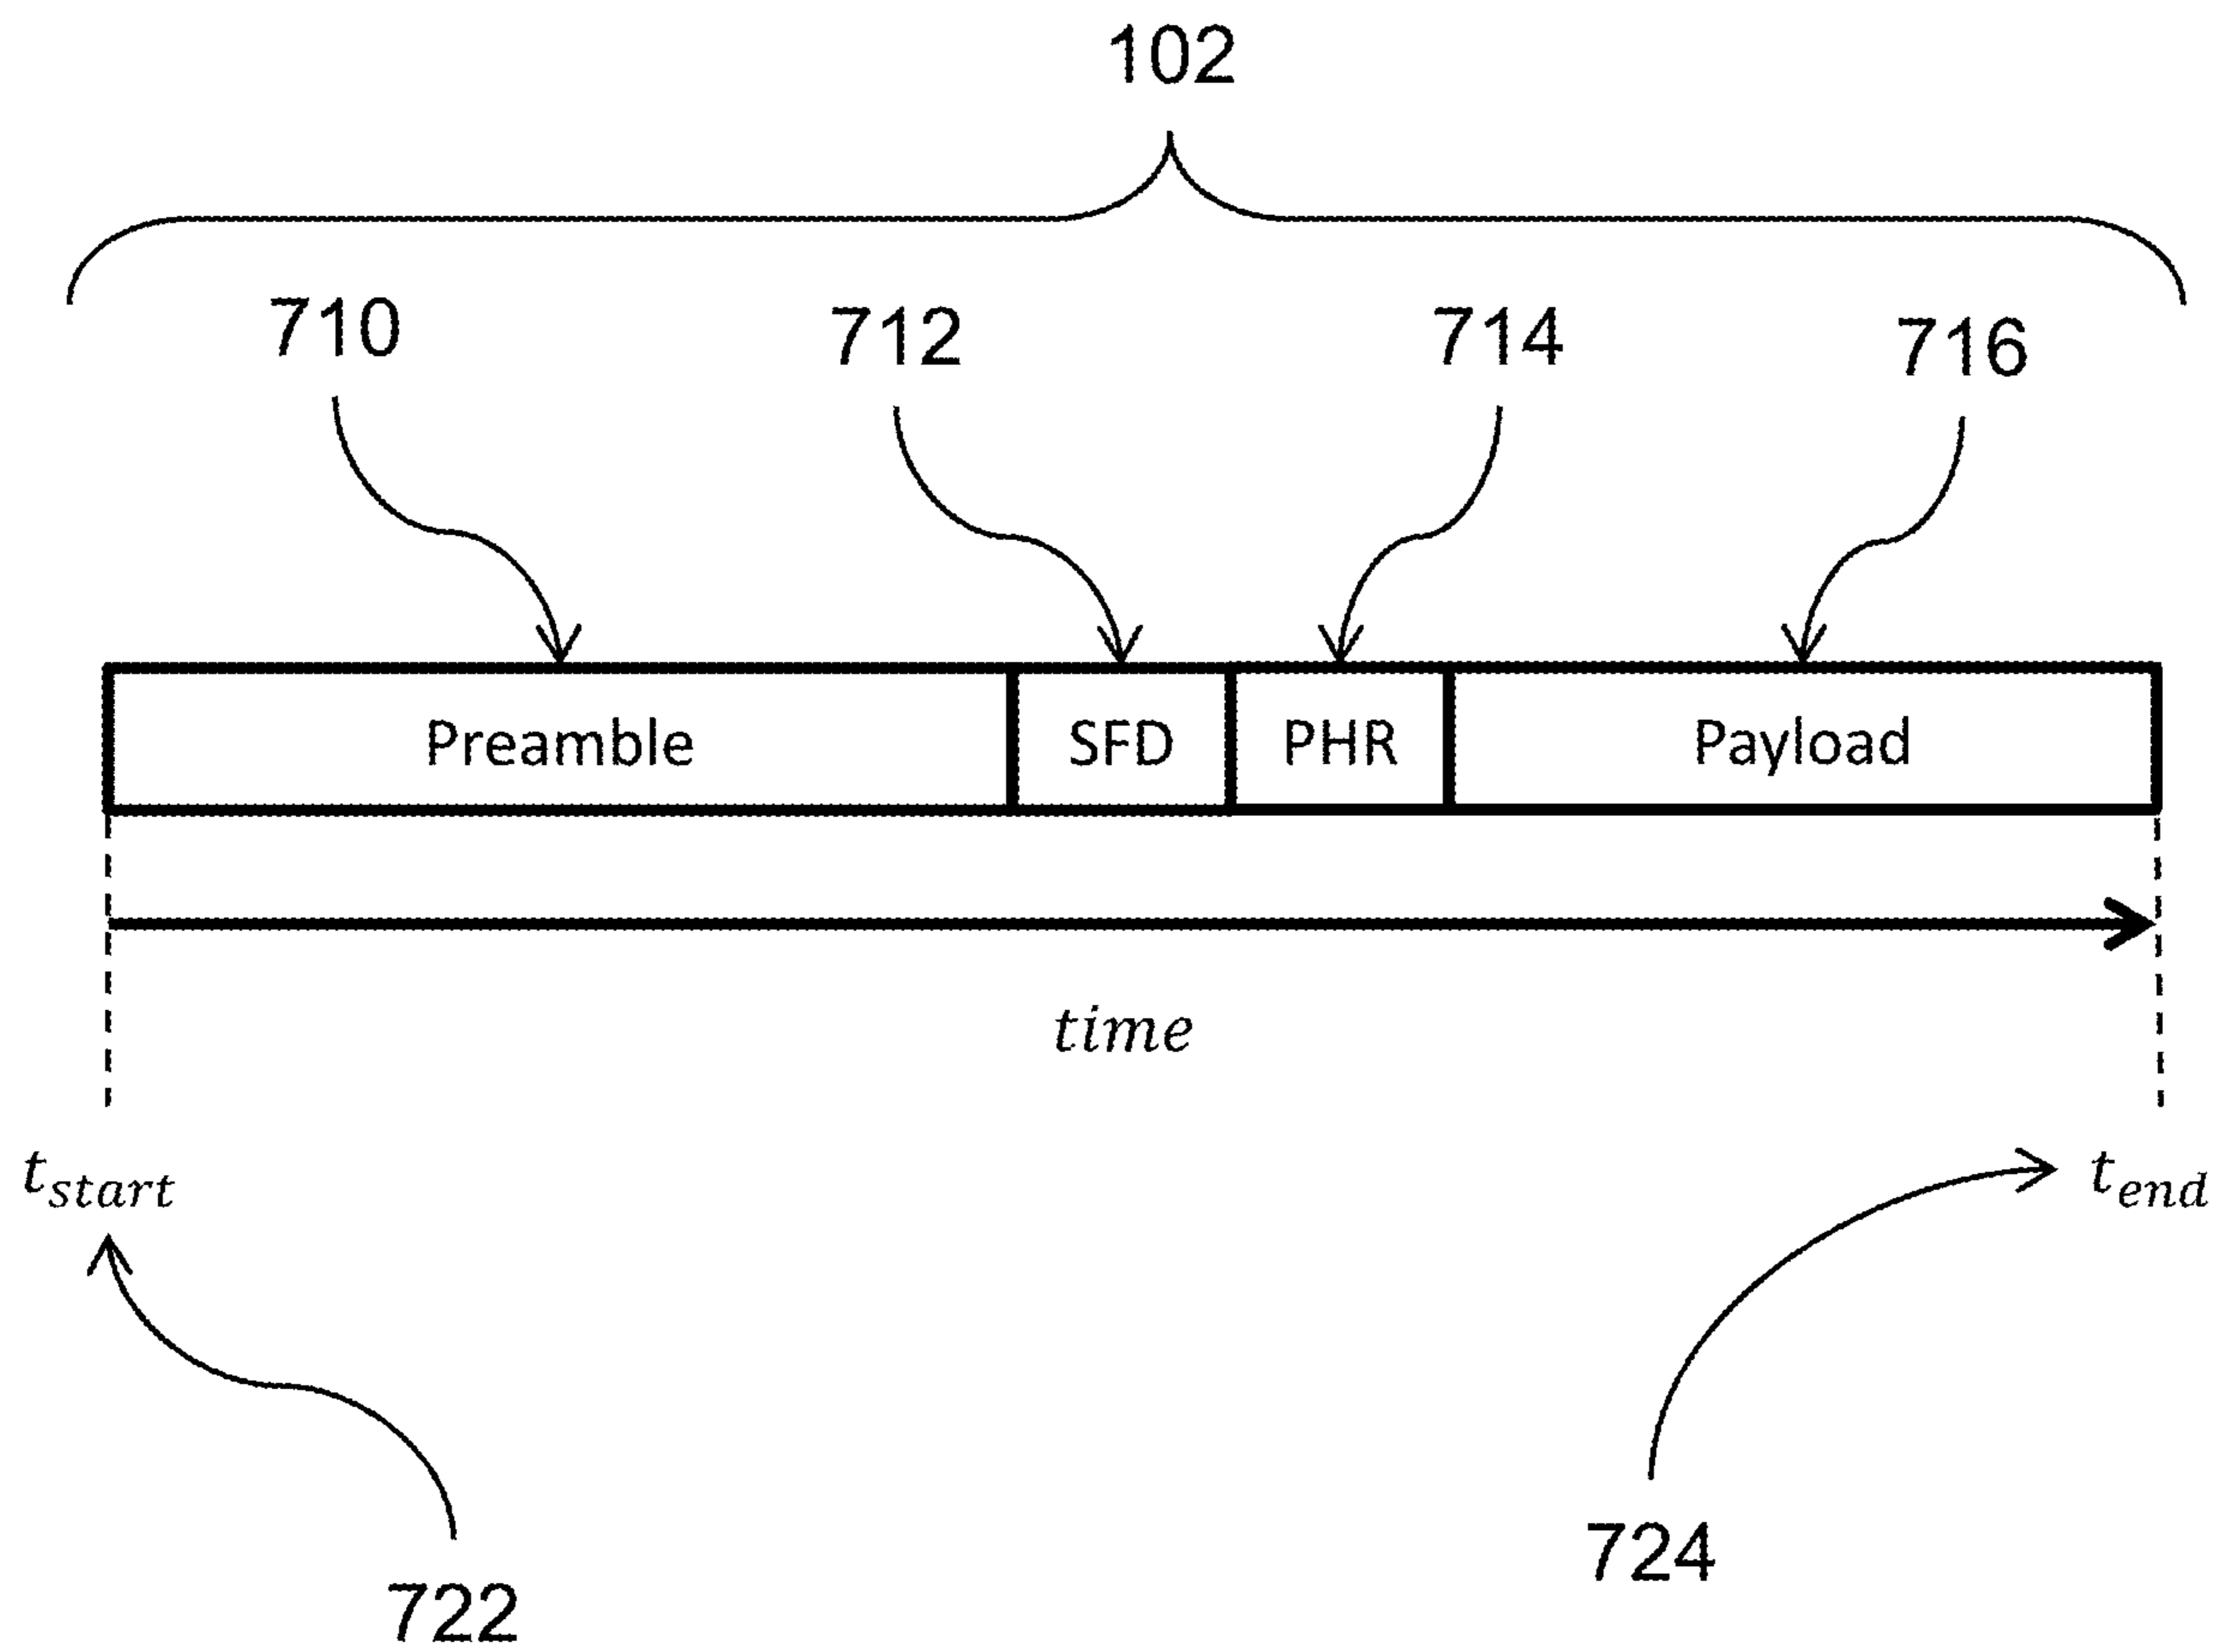 102
710 712 714 716
Preamble SFD PHR Payload
time
t_start t_end
724
722